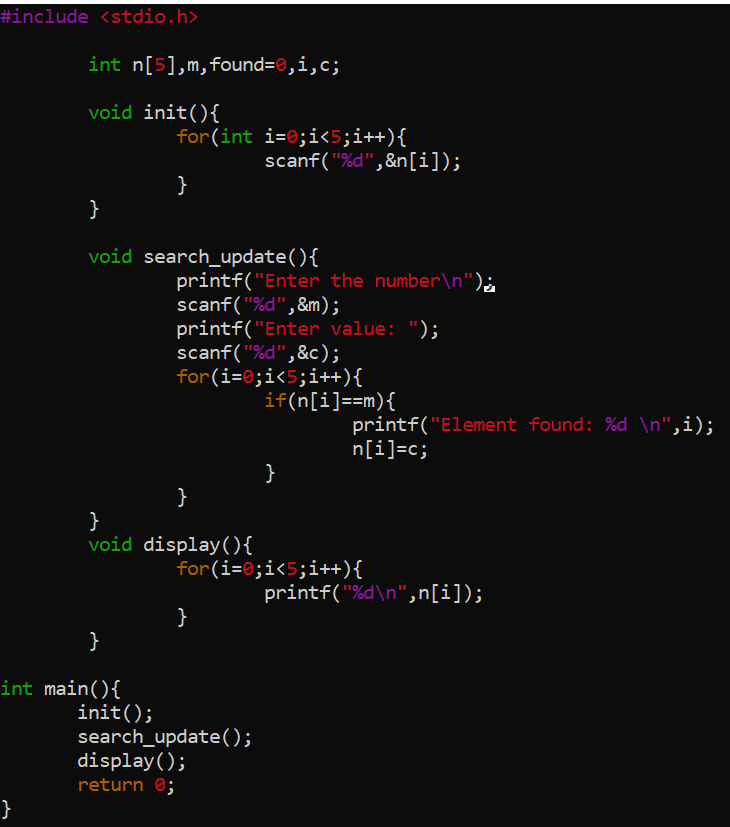 #include <stdio.h>
int n[5],m,found=0,i,c;
void init(){
for(int i=0;i<5;i++){
scanf("%d",&n[i]);
}
}
void search_update(){
printf("Enter the number\n");
scanf("%d",&m);
printf("Enter value: ");
scanf("%d",&c);
for(i=0;i<5;i++){
if(n[i]==m){
printf("Element found: %d \n",i);
n[i]=c;
}
}
}
void display(){
for(i=0;i<5;i++){
printf("%d\n",n[i]);
}
}
int main(){
init();
search_update();
display();
return 0;
}